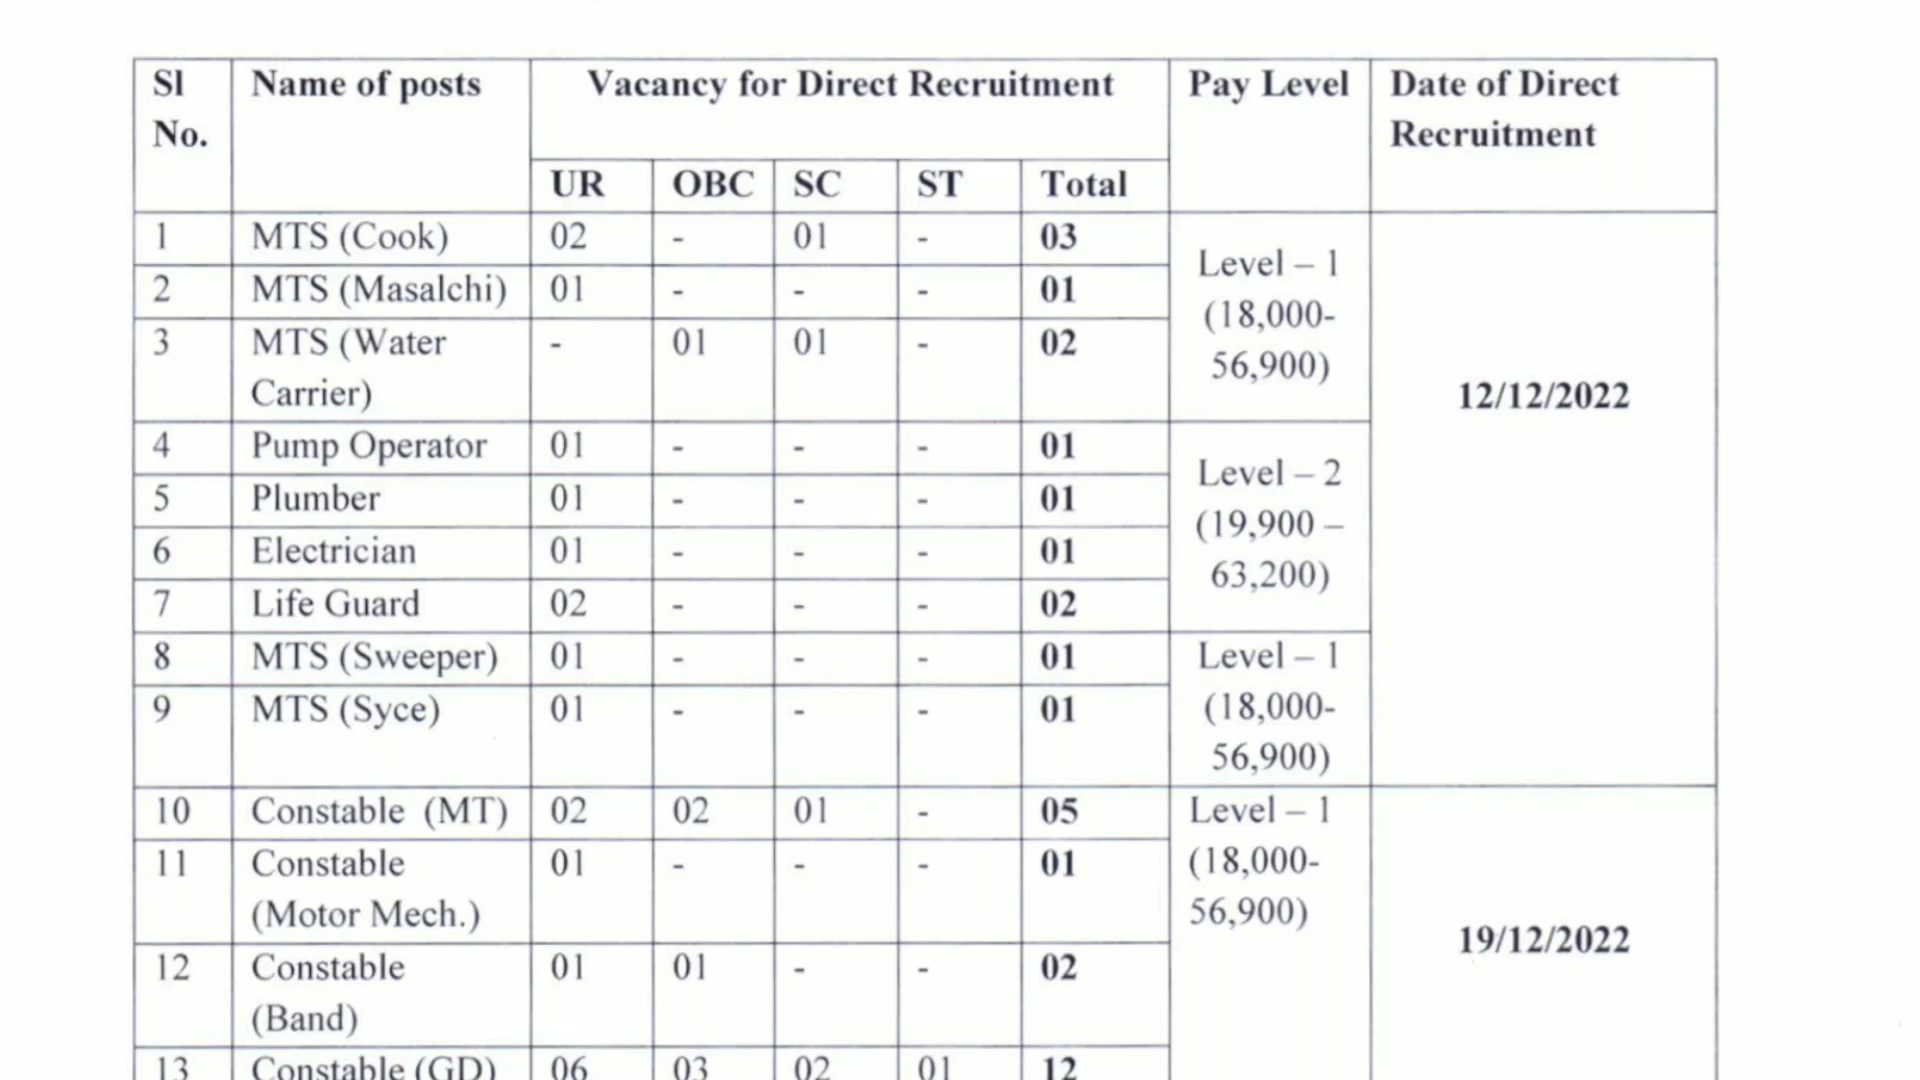 Sl No. Name of posts Vacancy for Direct Recruitment Pay Level Date of Direct Recruitment
UR OBC SC ST Total
1 MTS (Cook) 02 - 01 - 03 Level – 1 (18,000-56,900) 12/12/2022
2 MTS (Masalchi) 01 - - - 01
3 MTS (Water Carrier) - 01 01 - 02
4 Pump Operator 01 - - - 01 Level – 2 (19,900 – 63,200)
5 Plumber 01 - - - 01
6 Electrician 01 - - - 01
7 Life Guard 02 - - - 02
8 MTS (Sweeper) 01 - - - 01 Level – 1 (18,000-56,900)
9 MTS (Syce) 01 - - - 01
10 Constable (MT) 02 02 01 - 05 Level – 1 (18,000-56,900) 19/12/2022
11 Constable (Motor Mech.) 01 - - - 01
12 Constable (Band) 01 01 - - 02
13 Constable (GD) 06 03 02 01 12